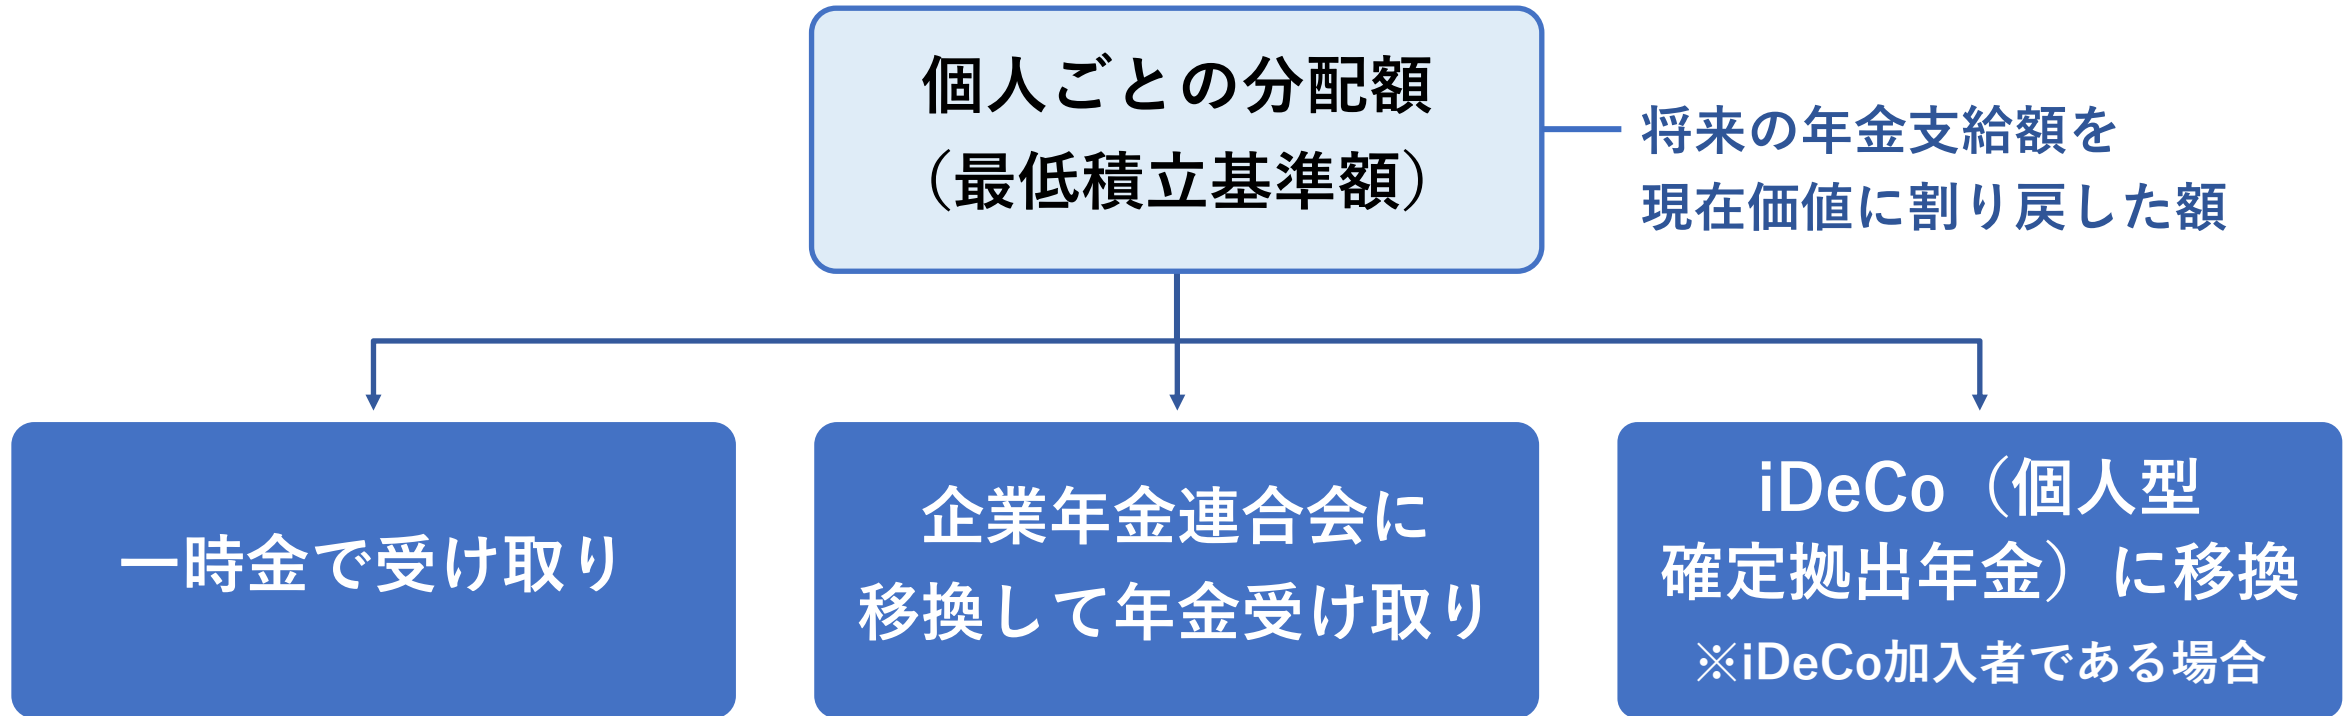 個人ごとの分配額
（最低積立基準額）
将来の年金支給額を
現在価値に割り戻した額
一時金で受け取り
企業年金連合会に
移換して年金受け取り
iDeCo（個人型
確定拠出年金）に移換
※iDeCo加入者である場合